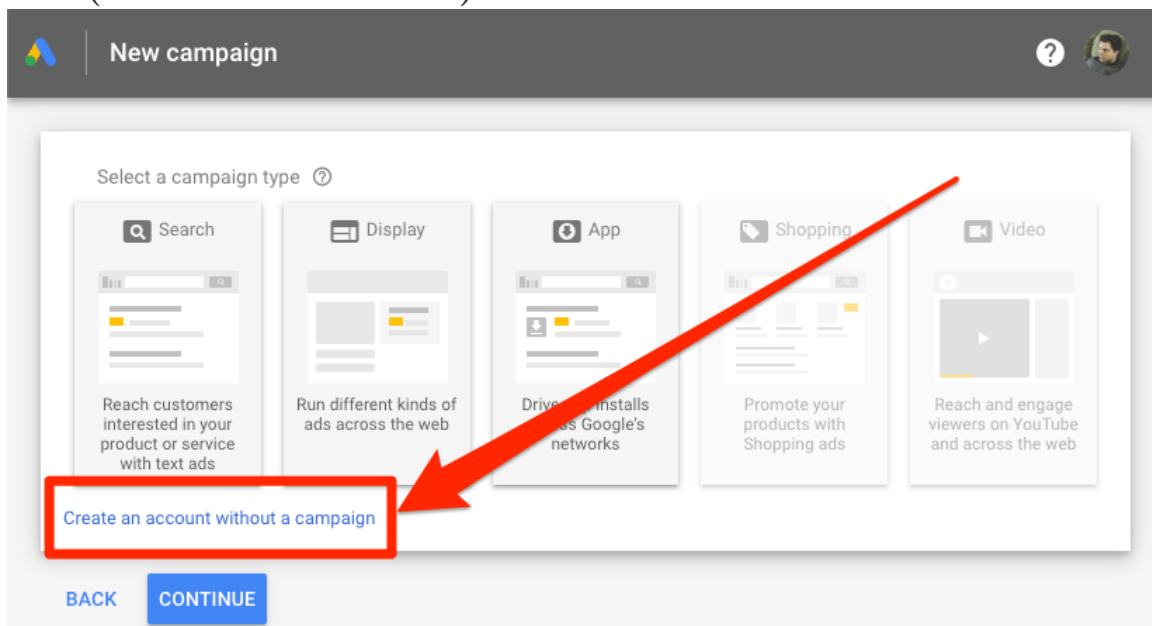 New campaign
Select a campaign type
Search
Display
App
Shopping
Video
Reach customers
interested in your
product or service
with text ads
Run different kinds of
ads across the web
installs
Google's
networks
Promote your
products with
Shopping ads
Reach and engage
viewers on YouTube
and across the web
Create an account without a campaign
BACK
CONTINUE